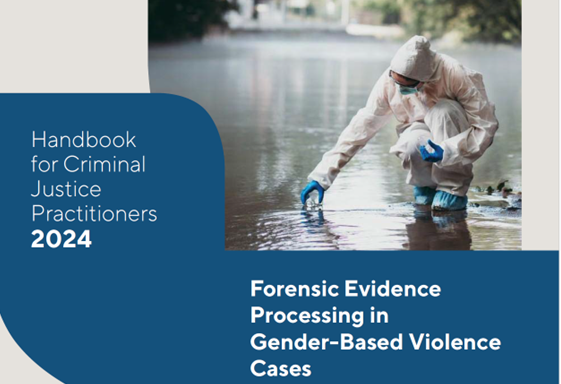 Handbook
for Criminal
Justice
Practitioners
2024
Forensic Evidence
Processing in
Gender-Based Violence
Cases